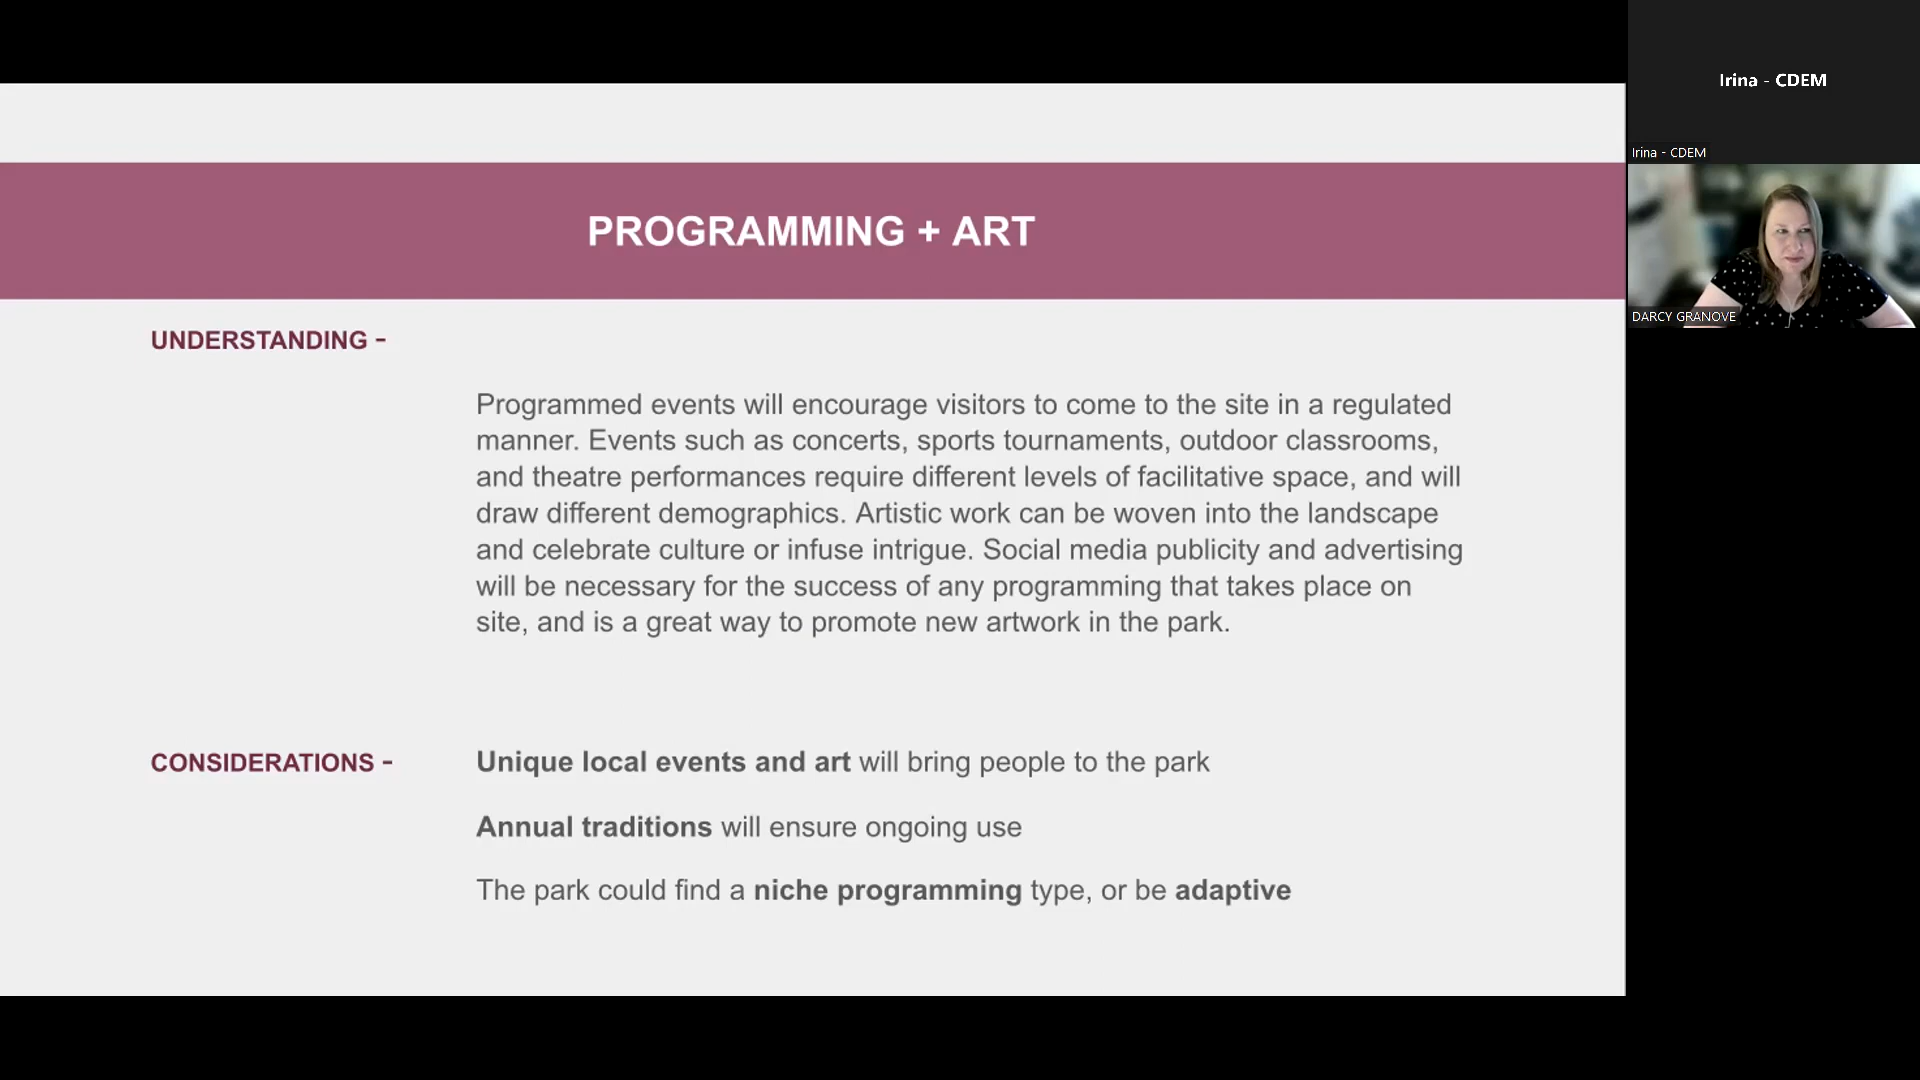 PROGRAMMING + ART
UNDERSTANDING -
Programmed events will encourage visitors to come to the site in a regulated
manner. Events such as concerts, sports tournaments, outdoor classrooms,
and theatre performances require different levels of facilitative space, and will
draw different demographics. Artistic work can be woven into the landscape
and celebrate culture or infuse intrigue. Social media publicity and advertising
will be necessary for the success of any programming that takes place on
site, and is a great way to promote new artwork in the park.
CONSIDERATIONS -
Unique local events and art will bring people to the park
Annual traditions will ensure ongoing use
The park could find a niche programming type, or be adaptive
Irina - CDEM
Irina - CDEM
DARCY GRANOVE